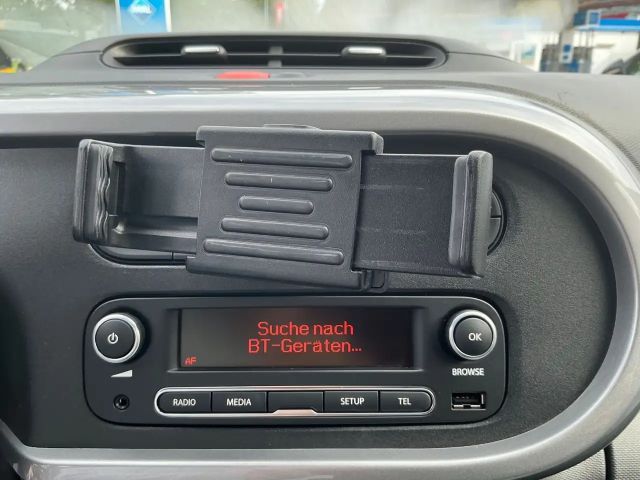 Suche nach
BT-Geräten...
AF
OK
BROWSE
RADIO
MEDIA
SETUP
TEL